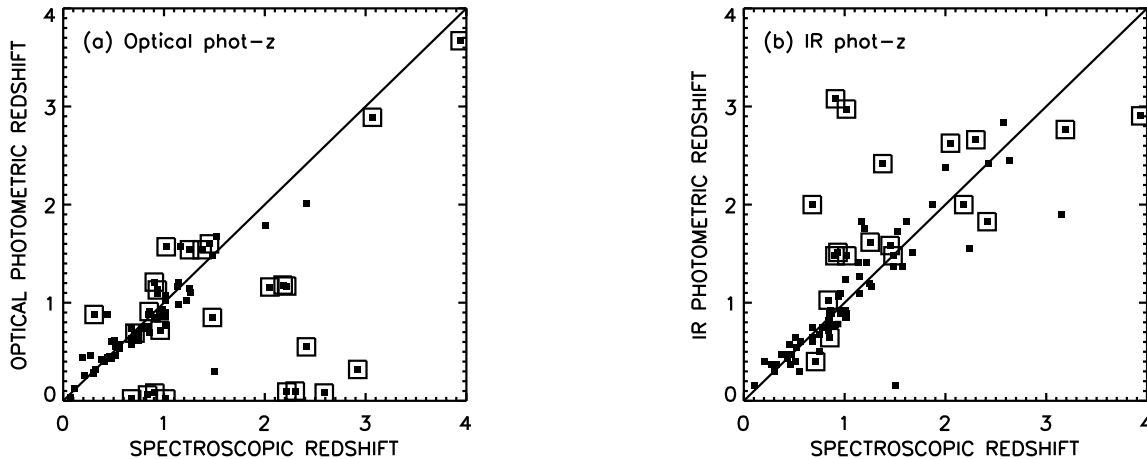 (a) Optical phot-z
OPTICAL PHOTOMETRIC REDSHIFT
4
3
2
1
0
0 1 2 3 4
SPECTROSCOPIC REDSHIFT
(b) IR phot-z
IR PHOTOMETRIC REDSHIFT
4
3
2
1
0
0 1 2 3 4
SPECTROSCOPIC REDSHIFT